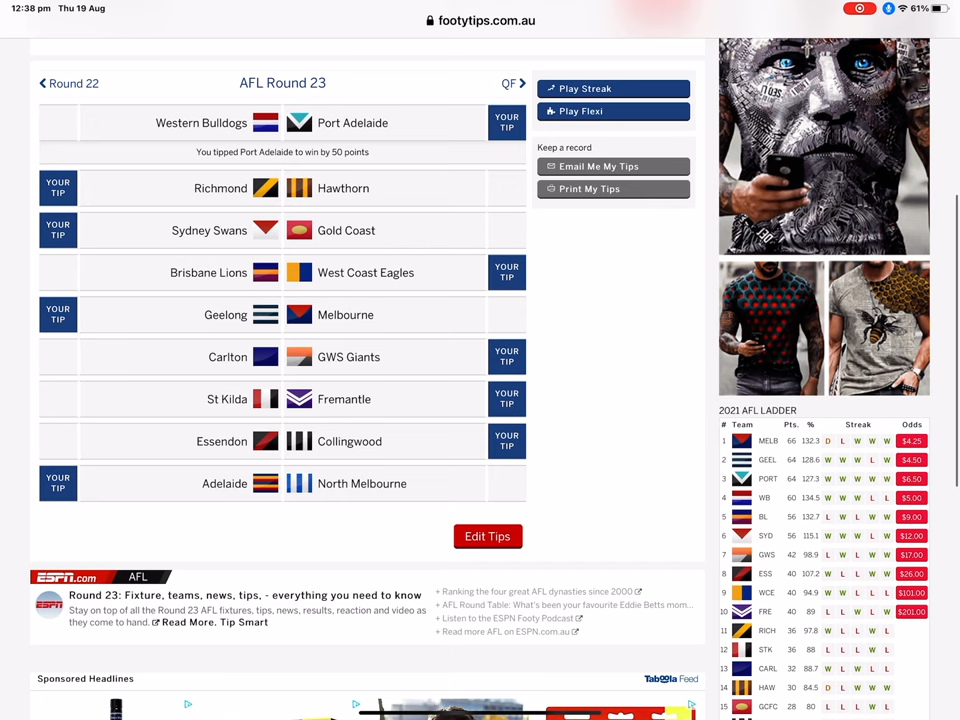 12:38 pm Thu 19 Aug
61%
footytips.com.au
Round 22
AFL Round 23
QF
Western Bulldogs Port Adelaide YOUR TIP
You tipped Port Adelaide to win by 50 points
YOUR TIP Richmond Hawthorn
YOUR TIP Sydney Swans Gold Coast
Brisbane Lions West Coast Eagles YOUR TIP
YOUR TIP Geelong Melbourne
Carlton GWS Giants YOUR TIP
St Kilda Fremantle YOUR TIP
Essendon Collingwood YOUR TIP
YOUR TIP Adelaide North Melbourne
Edit Tips
Play Streak
Play Flexi
Keep a record
Email Me My Tips
Print My Tips
ESPN.com AFL
Round 23: Fixture, teams, news, tips, - everything you need to know
Stay on top of all the Round 23 AFL fixtures, tips, news, results, reaction and video as
they come to hand. Read More. Tip Smart
+ Ranking the four great AFL dynasties since 2000
+ AFL Round Table: What's been your favourite Eddie Betts mom...
+ Listen to the ESPN Footy Podcast
+ Read more AFL on ESPN.com.au
Sponsored Headlines
Taboola Feed
2021 AFL LADDER
# Team Pts. % Streak Odds
1 MELB 66 132.3 D L W W W $4.25
2 GEEL 64 128.6 W W W L W $4.50
3 PORT 64 127.3 W W W W W $6.50
4 WB 60 134.5 W W W L L $5.00
5 BL 56 132.7 L W L W W $9.00
6 SYD 56 115.1 W W W L W $12.00
7 GWS 42 98.9 L W L W W $17.00
8 ESS 40 107.2 W L L W W $26.00
9 WCE 40 94.9 W L W L L $101.00
10 FRE 40 89 L L W L W $201.00
11 RICH 36 97.8 W L W L L
12 STK 36 88 L L L W L
13 CARL 32 88.7 W L W L L
14 HAW 30 84.5 D L W W W
15 GCFC 28 80 L W L L L